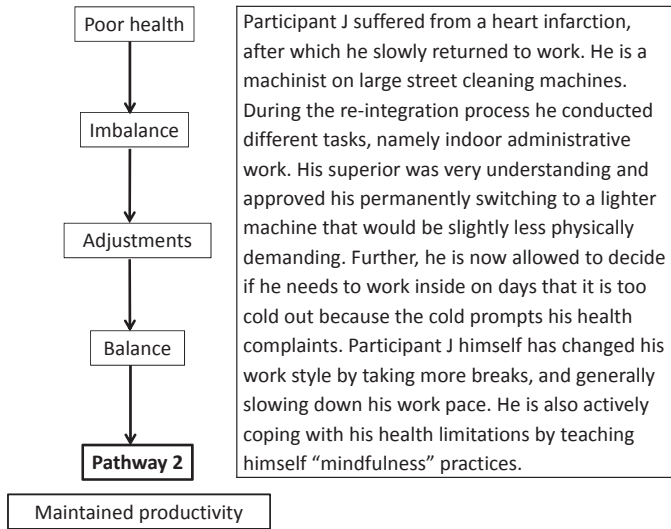 Poor health
Imbalance
Adjustments
Balance
Pathway 2
Maintained productivity
Participant J suffered from a heart infarction,
after which he slowly returned to work. He is a
machinist on large street cleaning machines.
During the re-integration process he conducted
different tasks, namely indoor administrative
work. His superior was very understanding and
approved his permanently switching to a lighter
machine that would be slightly less physically
demanding. Further, he is now allowed to decide
if he needs to work inside on days that it is too
cold out because the cold prompts his health
complaints. Participant J himself has changed his
work style by taking more breaks, and generally
slowing down his work pace. He is also actively
coping with his health limitations by teaching
himself “mindfulness” practices.